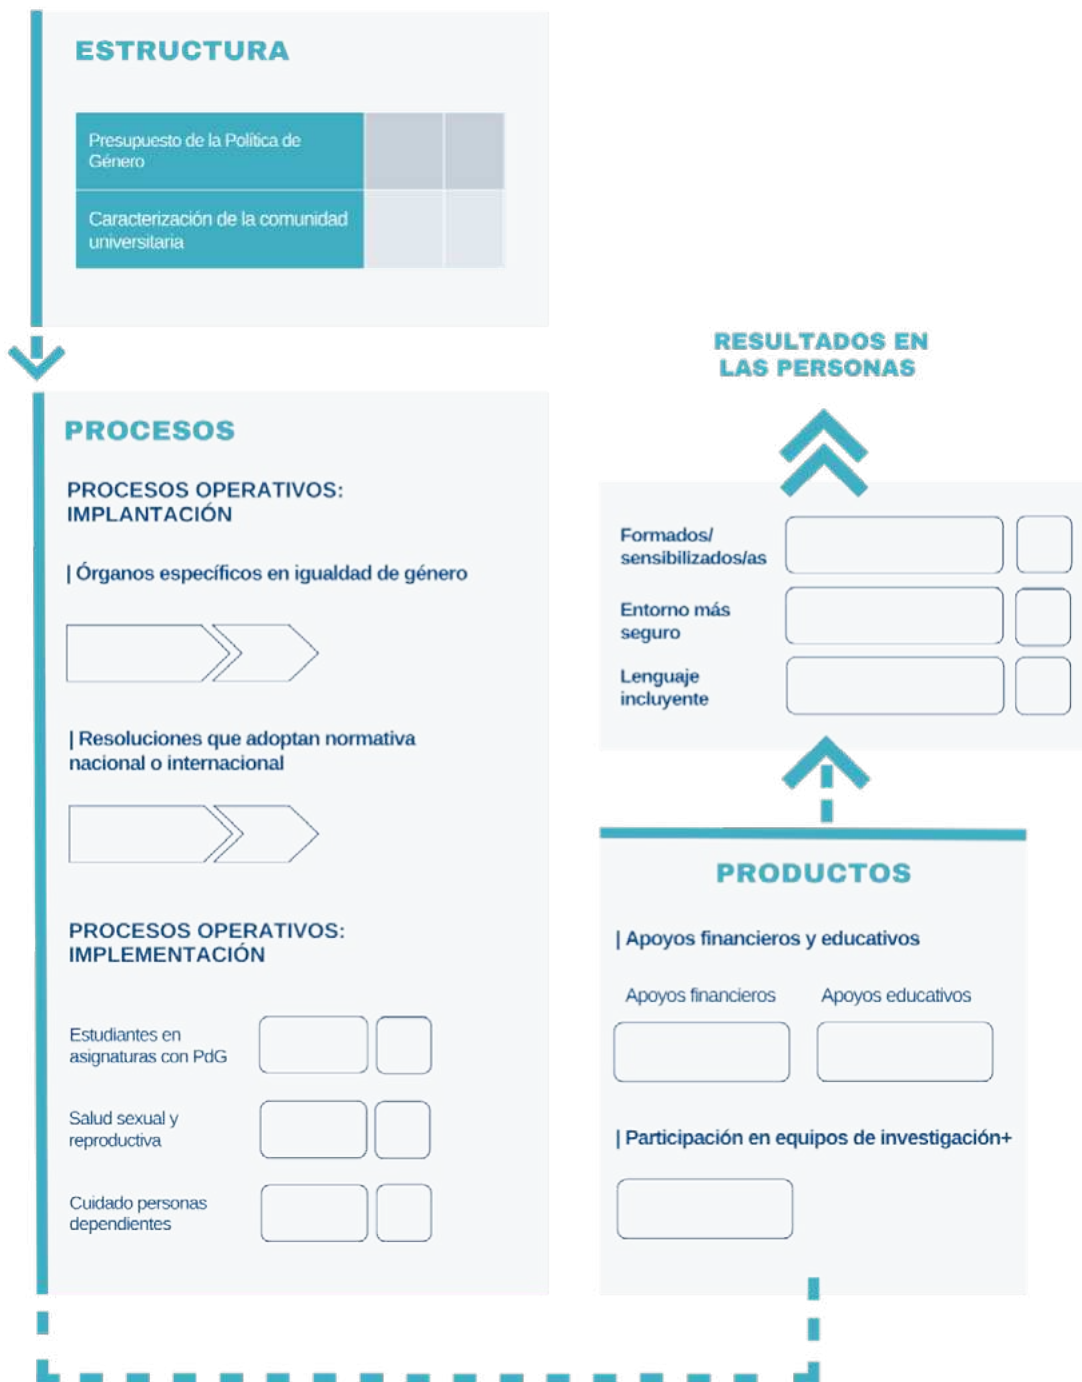 ESTRUCTURA
Presupuesto de la Política de
Género
Caracterización de la comunidad
universitaria
PROCESOS
PROCESOS OPERATIVOS:
IMPLANTACIÓN
| Órganos específicos en igualdad de género
| Resoluciones que adoptan normativa
nacional o internacional
PROCESOS OPERATIVOS:
IMPLEMENTACIÓN
Estudiantes en
asignaturas con PdG
Salud sexual y
reproductiva
Cuidado personas
dependientes
RESULTADOS EN
LAS PERSONAS
Formados/
sensibilizados/as
Entorno más
seguro
Lenguaje
incluyente
PRODUCTOS
| Apoyos financieros y educativos
Apoyos financieros
Apoyos educativos
| Participación en equipos de investigación+